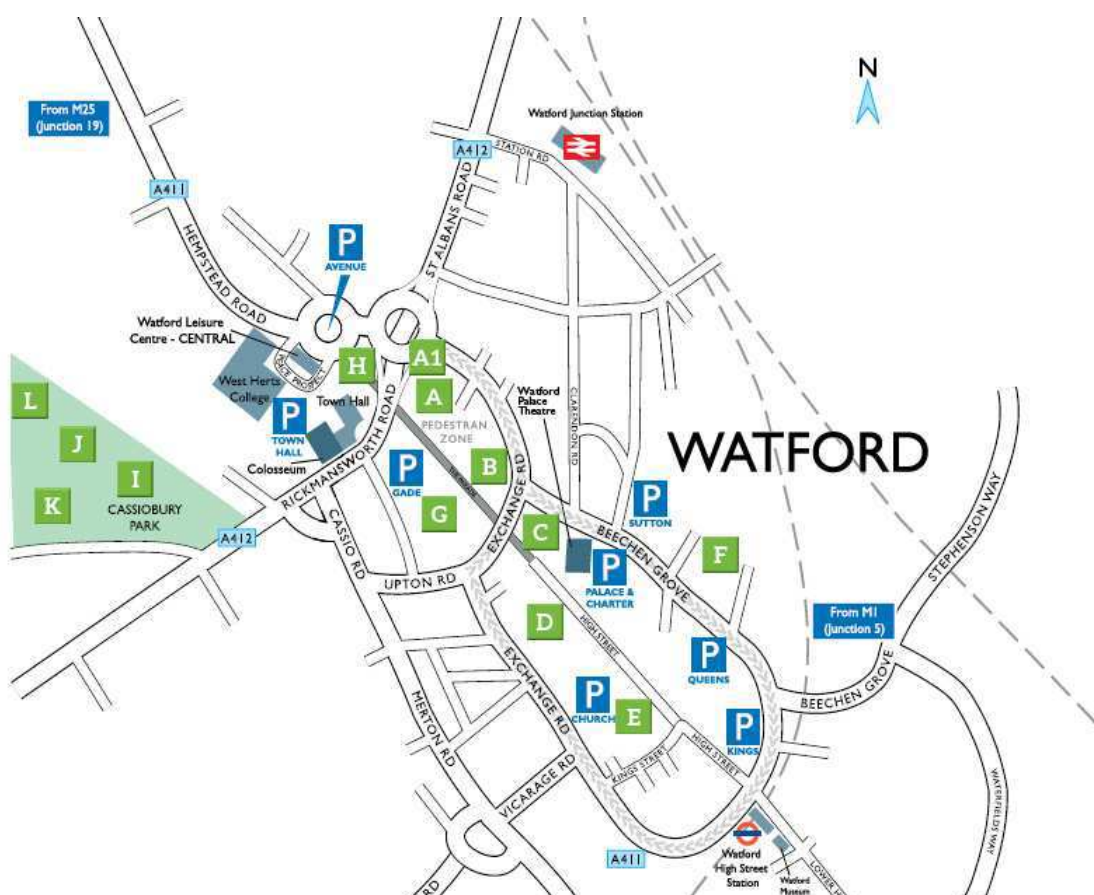 N
From M25
(Junction 19)
Watford Junction Station
A412
STATION RD
A411
ST ALBANS ROAD
HEMPSTEAD ROAD
P
AVENUE
Watford Leisure
Centre - CENTRAL
PROSPECT
H
A1
A
West Herts
College
Town Hall
P
TOWN
HALL
Colosseum
RICKMANSWORTH ROAD
PEDESTRAN
ZONE
Watford
Palace
Theatre
CLARENDON RD
WATFORD
L
J
I
K
CASSIOBURY
PARK
A412
P
GADE
B
G
EXCHANGE RD
C
P
SUTTON
BEECHEN GROVE
F
STEPHENSON WAY
CASSIO RD
UPTON RD
P
PALACE &
CHARTER
D
HIGH STREET
From M1
(Junction 5)
P
QUEENS
BEECHEN GROVE
EXCHANGE RD
MERTON RD
P
CHURCH
E
P
KINGS
KINGS STREET
HIGH STREET
VICARAGE RD
WATERFIELDS WAY
A411
Watford
High Street
Station
Watford
Museum
LOWER
RD